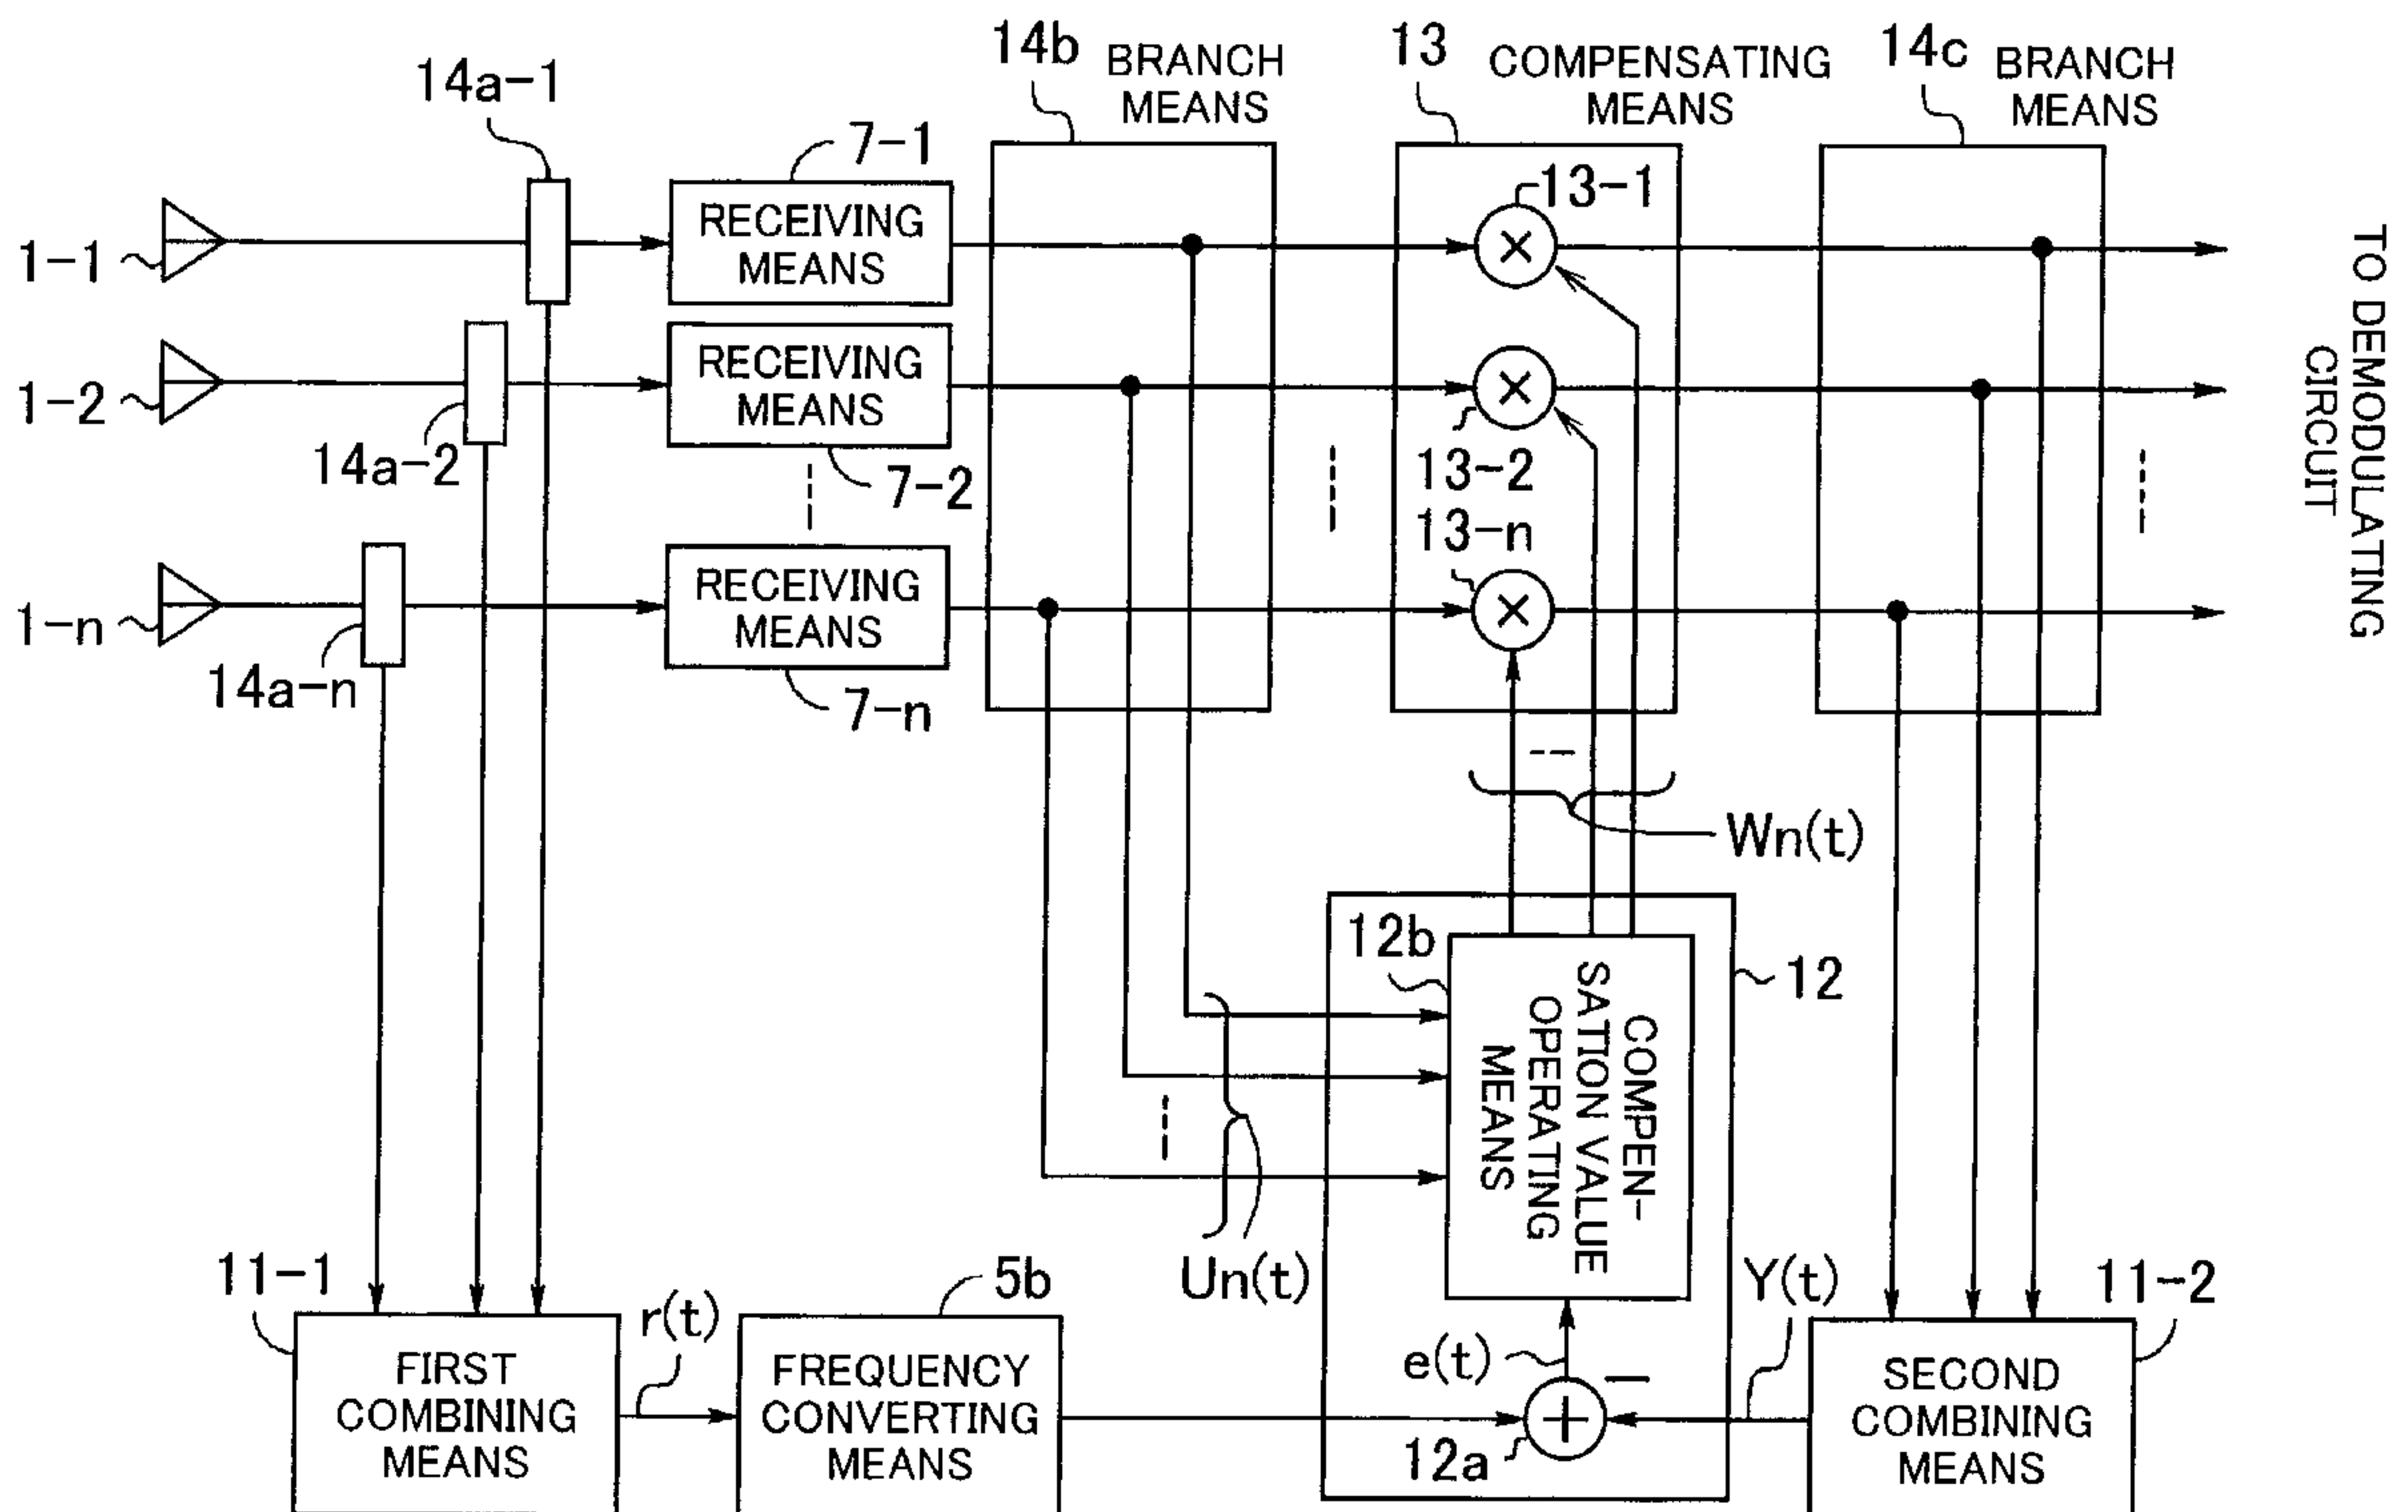 14b BRANCH
MEANS
13 COMPENSATING
MEANS
14c BRANCH
MEANS
14a-1
7-1
RECEIVING
MEANS
13-1
1-1
TO DEMODULATING
CIRCUIT
RECEIVING
MEANS
1-2
14a-2
7-2
13-2
13-n
RECEIVING
MEANS
1-n
14a-n
7-n
Wn(t)
12b
12
COMPEN-
SATION VALUE
OPERATING
MEANS
Un(t)
11-1
r(t)
5b
Y(t)
11-2
e(t)
FIRST
COMBINING
MEANS
FREQUENCY
CONVERTING
MEANS
12a
SECOND
COMBINING
MEANS